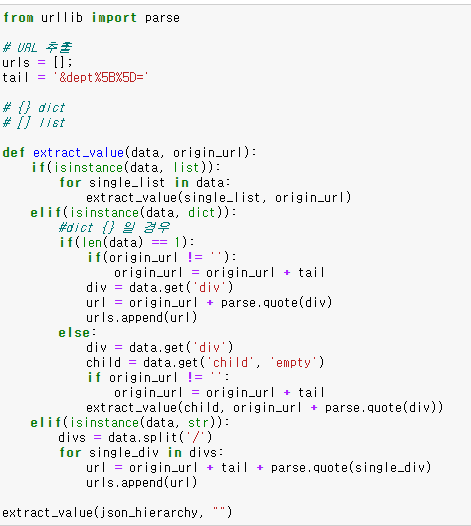 from urllib import parse
# URL 추출
urls = [];
tail = '&dept%5B%5D='
# {} dict
# [] list
def extract_value(data, origin_url):
    if(isinstance(data, list)):
        for single_list in data:
            extract_value(single_list, origin_url)
    elif(isinstance(data, dict)):
        #dict {} 일 경우
        if(len(data) == 1):
            if(origin_url != ''):
                origin_url = origin_url + tail
            div = data.get('div')
            url = origin_url + parse.quote(div)
            urls.append(url)
        else:
            div = data.get('div')
            child = data.get('child', 'empty')
            if origin_url != '':
                origin_url = origin_url + tail
            extract_value(child, origin_url + parse.quote(div))
    elif(isinstance(data, str)):
        divs = data.split('/')
        for single_div in divs:
            url = origin_url + tail + parse.quote(single_div)
            urls.append(url)
extract_value(json_hierarchy, "")